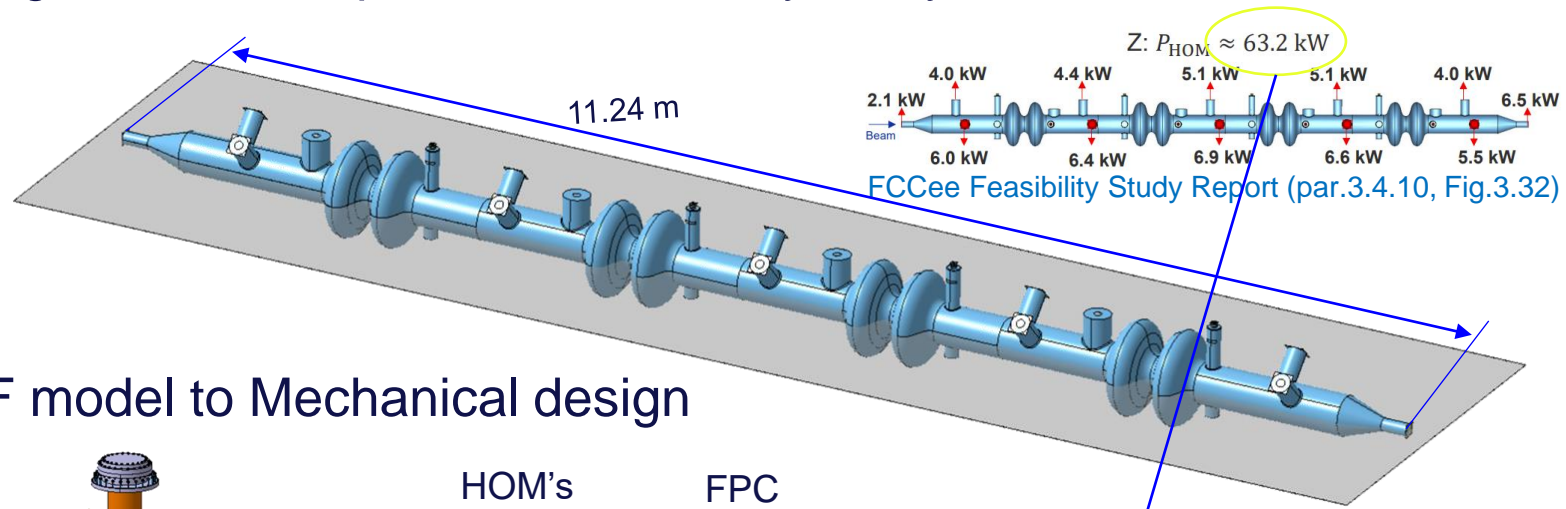 Z: P_HOM ≈ 63.2 kW
4.0 kW 4.4 kW 5.1 kW 5.1 kW 4.0 kW
2.1 kW 6.5 kW
Beam
6.0 kW 6.4 kW 6.9 kW 6.6 kW 5.5 kW
FCCee Feasibility Study Report (par.3.4.10, Fig.3.32)
11.24 m
model to Mechanical design
HOM's FPC